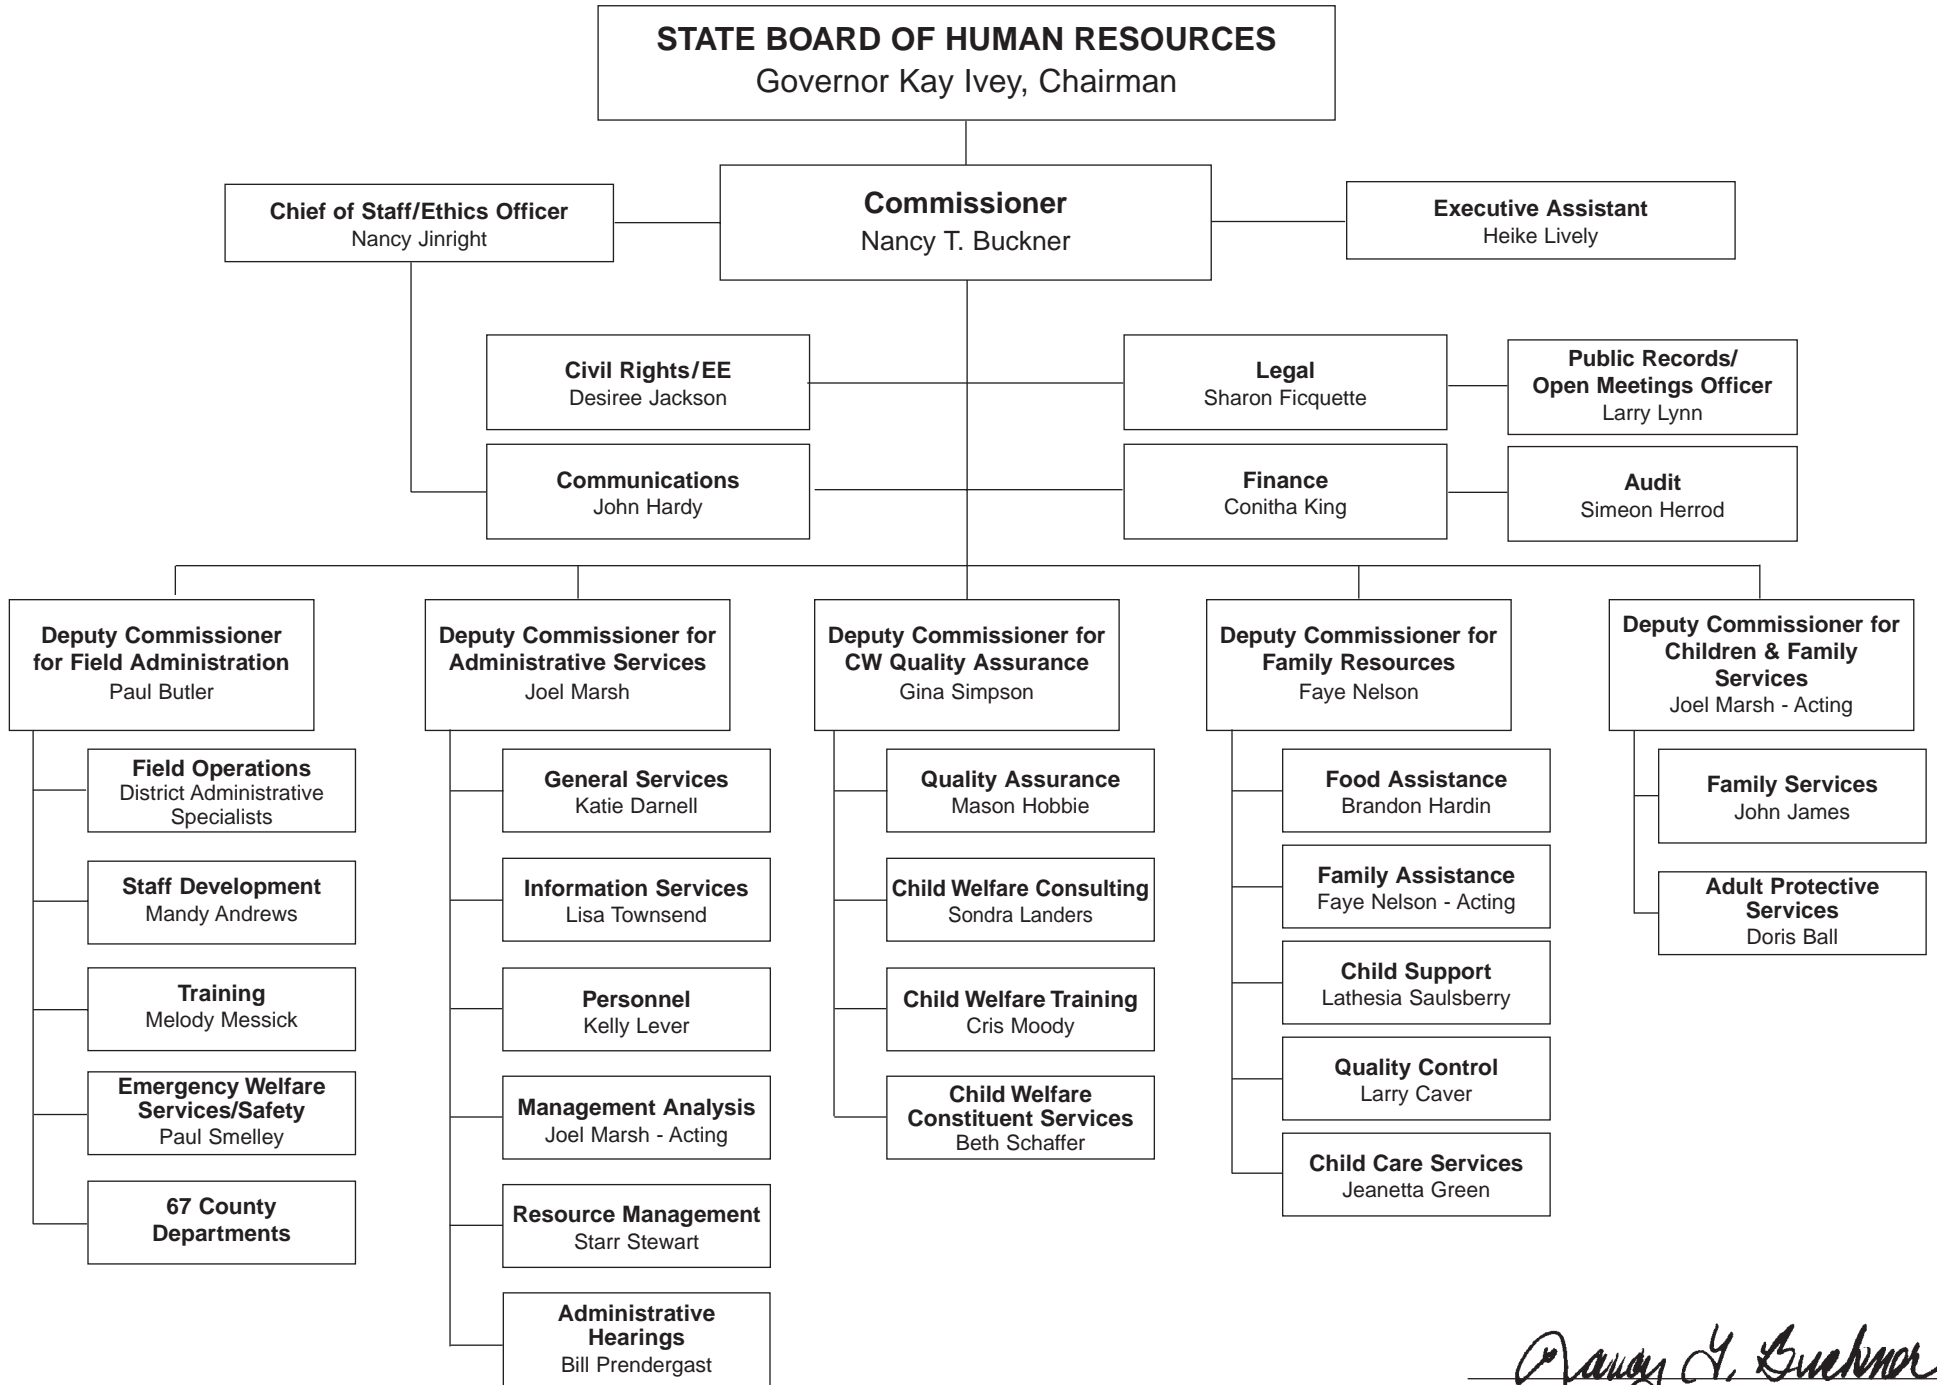 STATE BOARD OF HUMAN RESOURCES
Governor Kay Ivey, Chairman
Chief of Staff/Ethics Officer
Nancy Jinright
Commissioner
Nancy T. Buckner
Executive Assistant
Heike Lively
Civil Rights/EE
Desiree Jackson
Legal
Sharon Ficquette
Public Records/
Open Meetings Officer
Larry Lynn
Communications
John Hardy
Finance
Conitha King
Audit
Simeon Herrod
Deputy Commissioner
for Field Administration
Paul Butler
Deputy Commissioner for
Administrative Services
Joel Marsh
Deputy Commissioner for
CW Quality Assurance
Gina Simpson
Deputy Commissioner for
Family Resources
Faye Nelson
Deputy Commissioner for
Children & Family
Services
Joel Marsh - Acting
Field Operations
District Administrative
Specialists
Staff Development
Mandy Andrews
Training
Melody Messick
Emergency Welfare
Services/Safety
Paul Smelley
67 County
Departments
General Services
Katie Darnell
Information Services
Lisa Townsend
Personnel
Kelly Lever
Management Analysis
Joel Marsh - Acting
Resource Management
Starr Stewart
Administrative
Hearings
Bill Prendergast
Quality Assurance
Mason Hobbie
Child Welfare Consulting
Sondra Landers
Child Welfare Training
Cris Moody
Child Welfare
Constituent Services
Beth Schaffer
Food Assistance
Brandon Hardin
Family Assistance
Faye Nelson - Acting
Child Support
Lathesia Saulsberry
Quality Control
Larry Caver
Child Care Services
Jeanetta Green
Family Services
John James
Adult Protective
Services
Doris Ball
Nancy T. Buckner